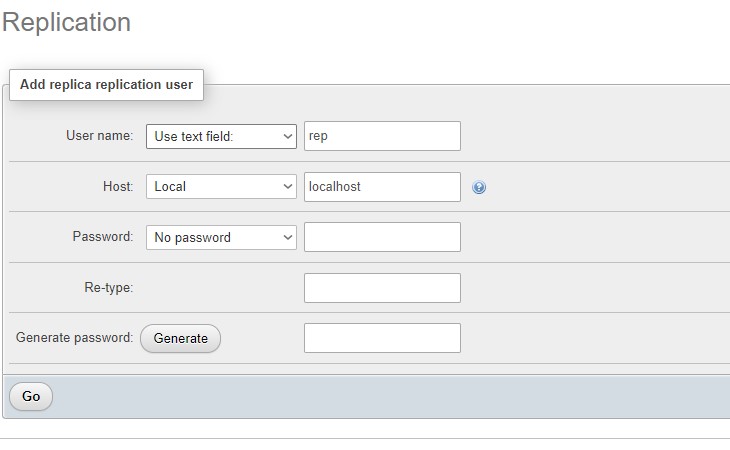 Replication
Add replica replication user
User name: Use text field: rep
Host: Local localhost
Password: No password
Re-type:
Generate password: Generate
Go